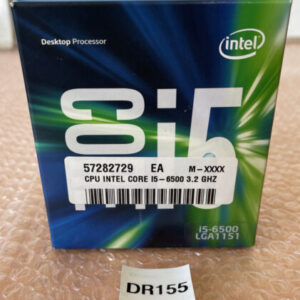 Desktop Processor
intel
CO i5
57282729 EA M-XXXX
CPU INTEL CORE I5-6500 3.2 GHZ
i5-6500
LGA1151
DR155